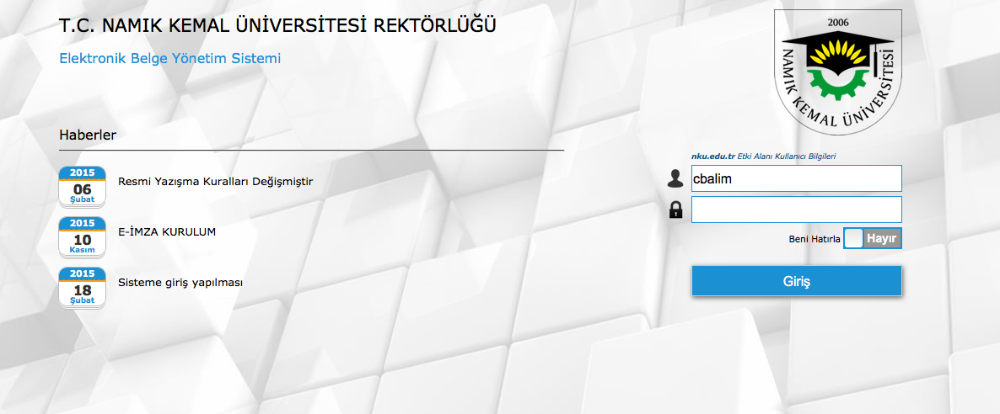 T.C. NAMIK KEMAL ÜNİVERSİTESİ REKTÖRLÜĞÜ
Elektronik Belge Yönetim Sistemi
2006
NAMIK KEMAL ÜNİVERSİTESİ
Haberler
2015
06
Şubat
Resmi Yazışma Kuralları Değişmiştir
2015
10
Kasım
E-İMZA KURULUM
2015
18
Şubat
Sisteme giriş yapılması
nku.edu.tr Etki Alanı Kullanıcı Bilgileri
cbalim
Beni Hatırla
Hayır
Giriş